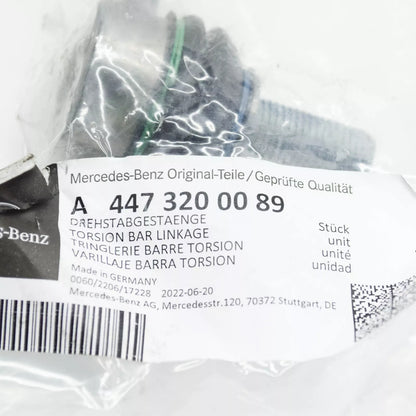 Mercedes-Benz Original-Teile/Geprüfte Qualität
A 447 320 00 89
DREHSTABGESTAENGE
TORSION BAR LINKAGE
TRINGLERIE BARRE TORSION
VARILLAJE BARRA TORSION
Stück
unit
unité
unidad
s-Benz
Made in GERMANY
0060/2206/17228 2022-06-20
Mercedes-Benz AG, Mercedesstr.120, 70372 Stuttgart, DE